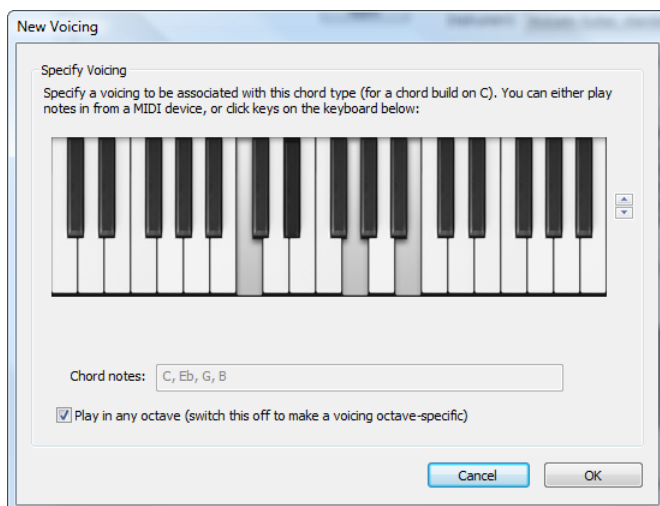 New Voicing
Specify Voicing
Specify a voicing to be associated with this chord type (for a chord build on C). You can either play
notes in from a MIDI device, or click keys on the keyboard below:
Chord notes: C, Eb, G, B
Play in any octave (switch this off to make a voicing octave-specific)
Cancel OK